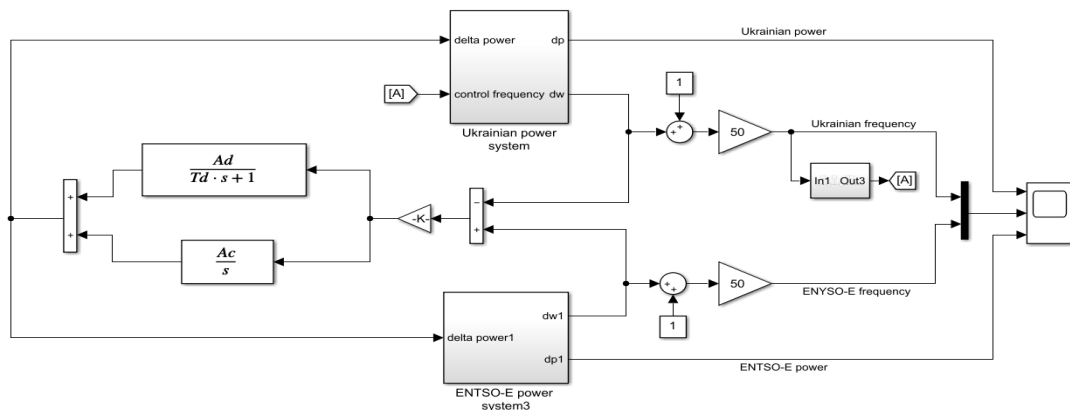 Ukrainian power
delta power
dp
[A]
control frequency
dw
1
Ukrainian power
system
+
+
50
Ukrainian frequency
In1
Out3
[A]
Ad
Td · s + 1
+
+
−
+
-K-
Ac
s
+
+
50
ENYSO-E frequency
1
dw1
delta power1
dp1
ENTSO-E power
ENTSO-E power
system3